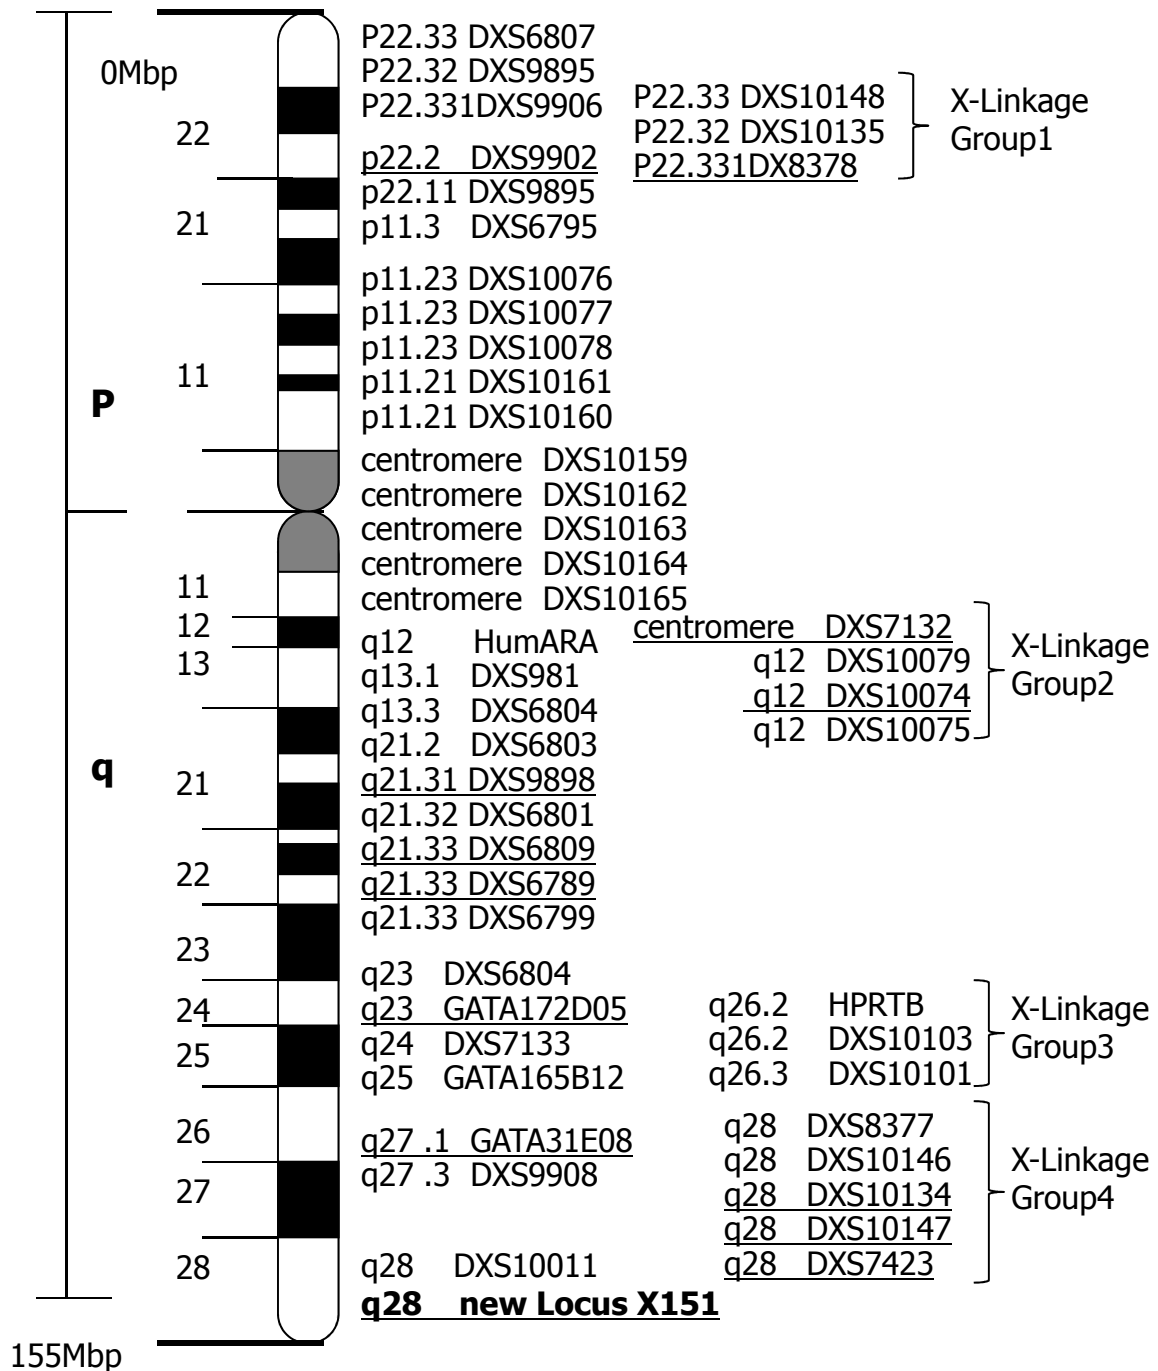 0Mbp
22
21
11
P
11
12
13
q
21
22
23
24
25
26
27
28
155Mbp
P22.33 DXS6807
P22.32 DXS9895
P22.331DXS9906
p22.2 DXS9902
p22.11 DXS9895
p11.3 DXS6795
p11.23 DXS10076
p11.23 DXS10077
p11.23 DXS10078
p11.21 DXS10161
p11.21 DXS10160
centromere DXS10159
centromere DXS10162
centromere DXS10163
centromere DXS10164
centromere DXS10165
q12 HumARA
q13.1 DXS981
q13.3 DXS6804
q21.2 DXS6803
q21.31 DXS9898
q21.32 DXS6801
q21.33 DXS6809
q21.33 DXS6789
q21.33 DXS6799
q23 DXS6804
q23 GATA172D05
q24 DXS7133
q25 GATA165B12
q27 .1 GATA31E08
q27 .3 DXS9908
q28 DXS10011
q28 new Locus X151
P22.33 DXS10148
P22.32 DXS10135
P22.331DX8378
X-Linkage
Group1
centromere DXS7132
q12 DXS10079
q12 DXS10074
q12 DXS10075
X-Linkage
Group2
q26.2 HPRTB
q26.2 DXS10103
q26.3 DXS10101
X-Linkage
Group3
q28 DXS8377
q28 DXS10146
q28 DXS10134
q28 DXS10147
q28 DXS7423
X-Linkage
Group4